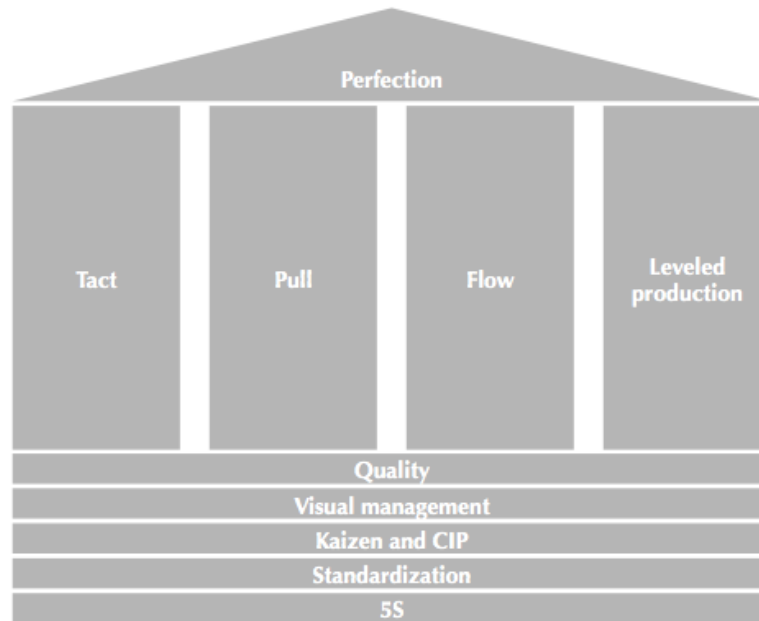 Perfection
Tact
Pull
Flow
Leveled
production
Quality
Visual management
Kaizen and CIP
Standardization
5S